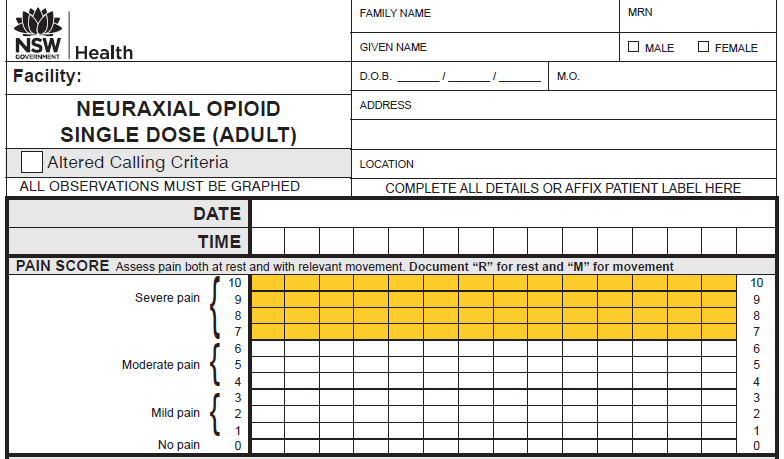 NSW
GOVERNMENT
Health
FAMILY NAME
MRN
GIVEN NAME
MALE
FEMALE
Facility:
D.O.B. _______ / _______ / _______
M.O.
NEURAXIAL OPIOID
SINGLE DOSE (ADULT)
ADDRESS
Altered Calling Criteria
LOCATION
ALL OBSERVATIONS MUST BE GRAPHED
COMPLETE ALL DETAILS OR AFFIX PATIENT LABEL HERE
DATE
TIME
PAIN SCORE Assess pain both at rest and with relevant movement. Document “R” for rest and “M” for movement
10 10
Severe pain 9 9
8 8
7 7
6 6
Moderate pain 5 5
4 4
3 3
Mild pain 2 2
1 1
No pain 0 0